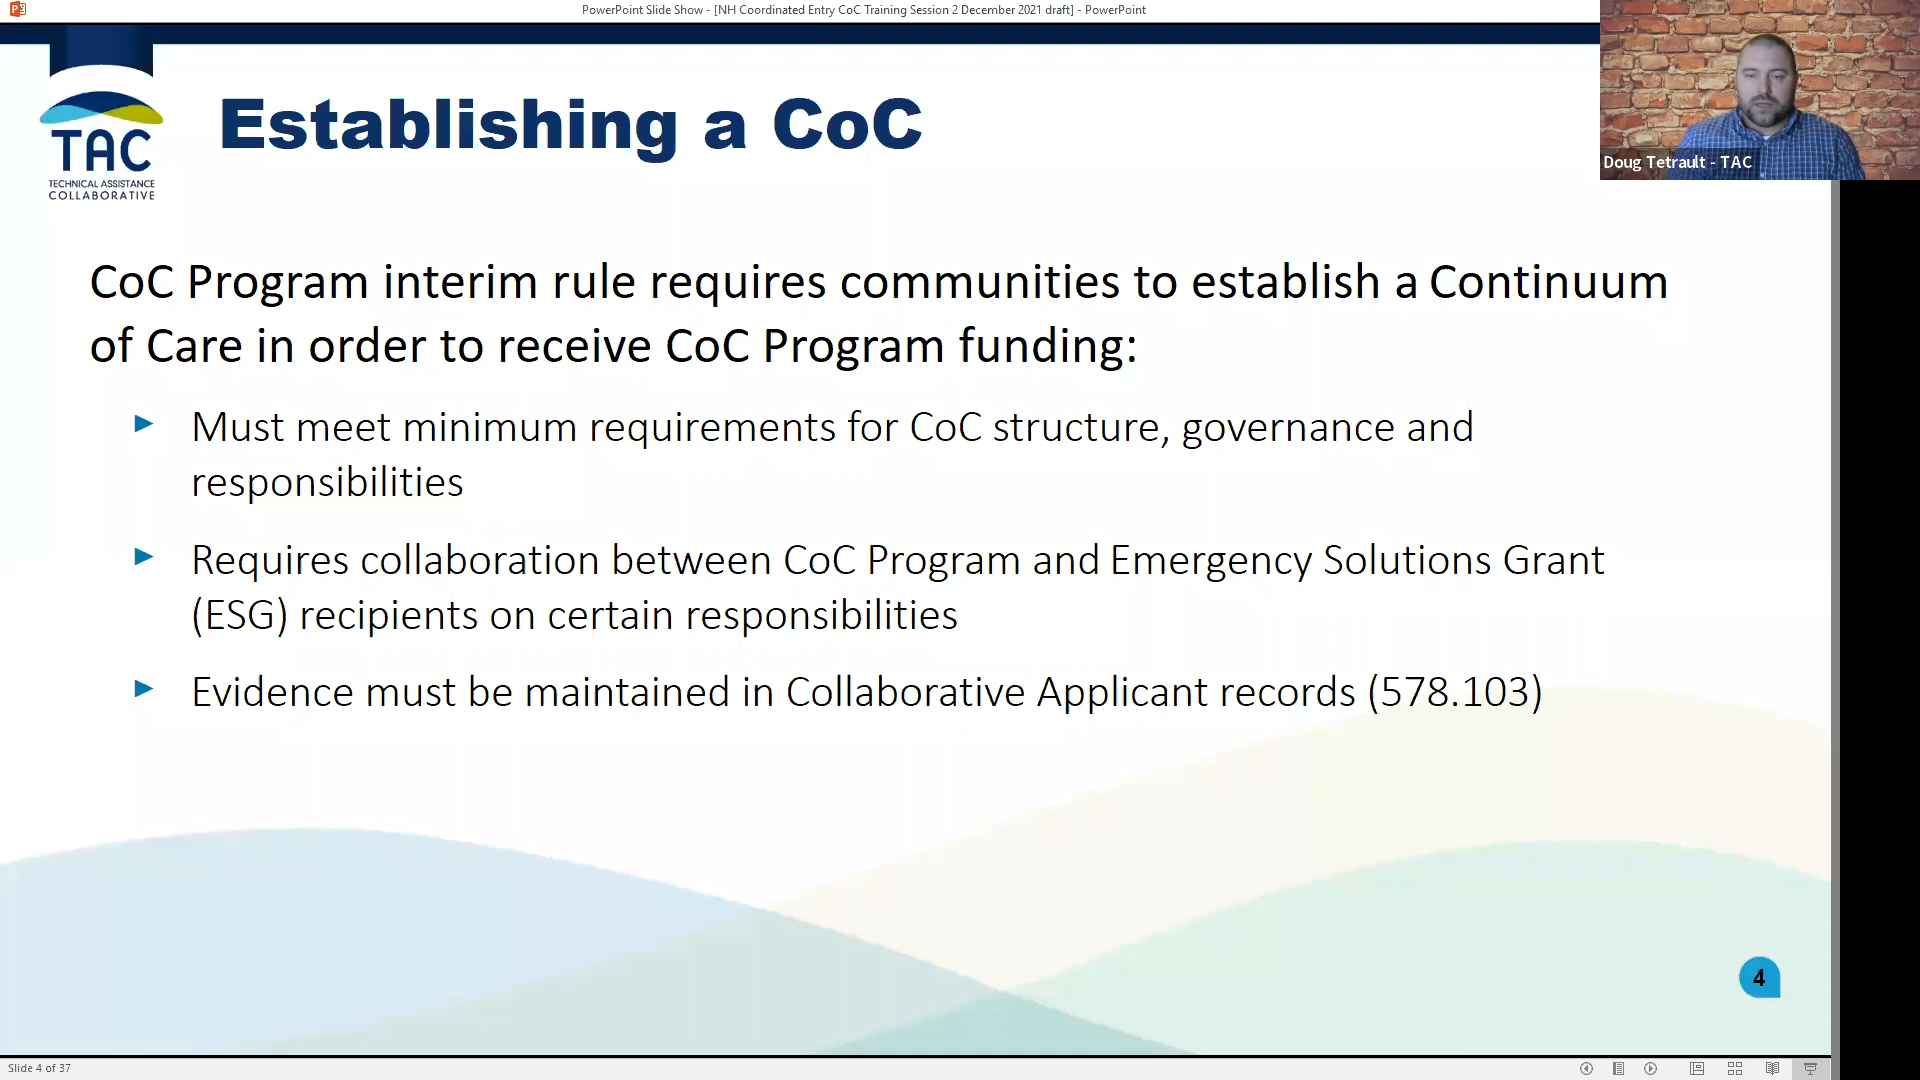 PowerPoint Slide Show - [NH Coordinated Entry CoC Training Session 2 December 2021 draft] - PowerPoint
Doug Tetrault - TAC
TAC
TECHNICAL ASSISTANCE
COLLABORATIVE
Establishing a CoC
CoC Program interim rule requires communities to establish a Continuum
of Care in order to receive CoC Program funding:
Must meet minimum requirements for CoC structure, governance and
responsibilities
Requires collaboration between CoC Program and Emergency Solutions Grant
(ESG) recipients on certain responsibilities
Evidence must be maintained in Collaborative Applicant records (578.103)
4
Slide 4 of 37